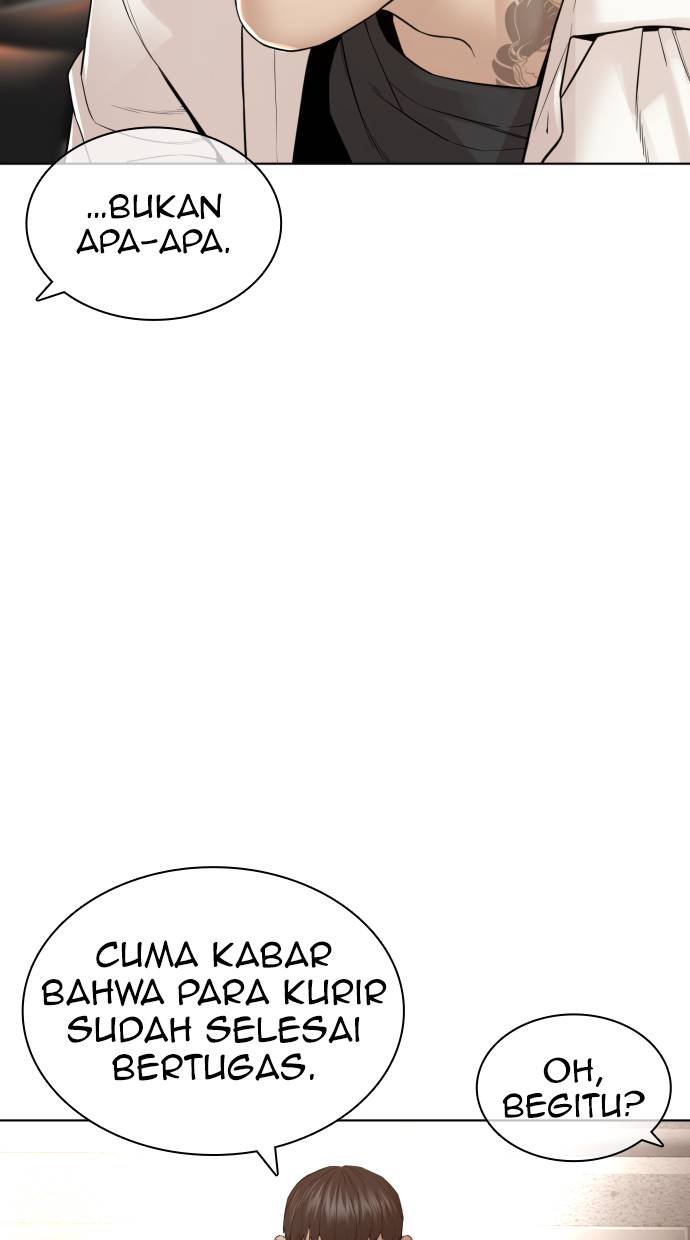 ...BUKAN
APA-APA.
CUMA KABAR
BAHWA PARA KURIR
SUDAH SELESAI
BERTUGAS.
OH,
BEGITU?